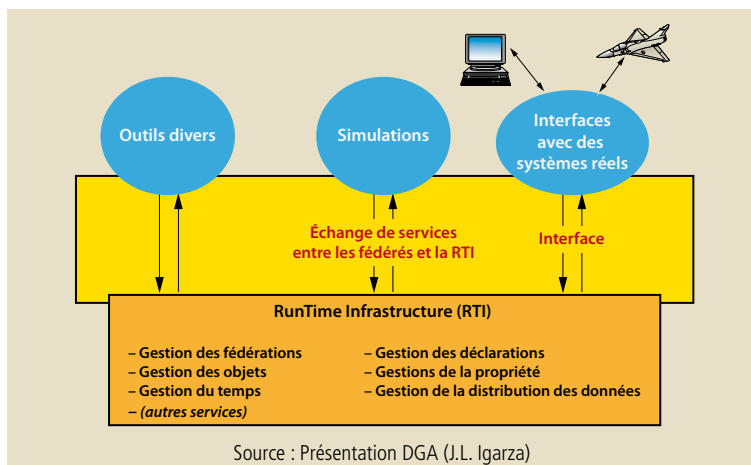 Outils divers
Simulations
Interfaces
avec des
systèmes réels
Échange de services
entre les fédérés et la RTI
Interface
RunTime Infrastructure (RTI)
– Gestion des fédérations
– Gestion des objets
– Gestion du temps
– (autres services)
– Gestion des déclarations
– Gestions de la propriété
– Gestion de la distribution des données
Source : Présentation DGA (J.L. Igarza)